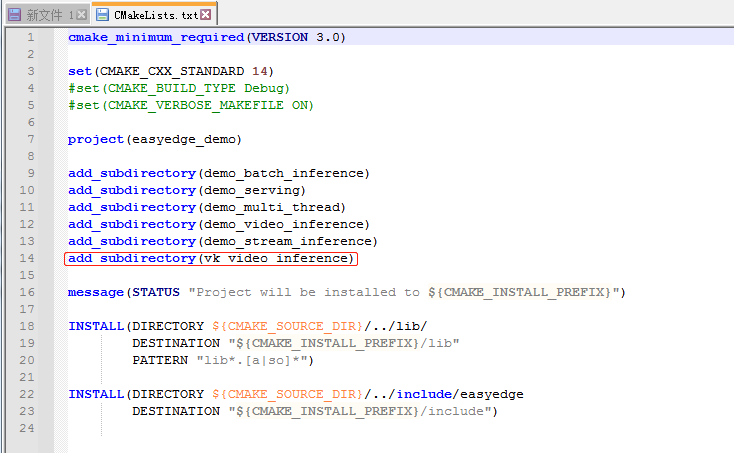 新文件 1
CMakeLists.txt
1 cmake_minimum_required(VERSION 3.0)
2
3 set(CMAKE_CXX_STANDARD 14)
4 #set(CMAKE_BUILD_TYPE Debug)
5 #set(CMAKE_VERBOSE_MAKEFILE ON)
6
7 project(easyedge_demo)
8
9 add_subdirectory(demo_batch_inference)
10 add_subdirectory(demo_serving)
11 add_subdirectory(demo_multi_thread)
12 add_subdirectory(demo_video_inference)
13 add_subdirectory(demo_stream_inference)
14 add_subdirectory(vk_video_inference)
15
16 message(STATUS "Project will be installed to ${CMAKE_INSTALL_PREFIX}")
17
18 INSTALL(DIRECTORY ${CMAKE_SOURCE_DIR}/../lib/
19         DESTINATION "${CMAKE_INSTALL_PREFIX}/lib"
20         PATTERN "lib*.[a|so]*")
21
22 INSTALL(DIRECTORY ${CMAKE_SOURCE_DIR}/../include/easyedge
23         DESTINATION "${CMAKE_INSTALL_PREFIX}/include")
24